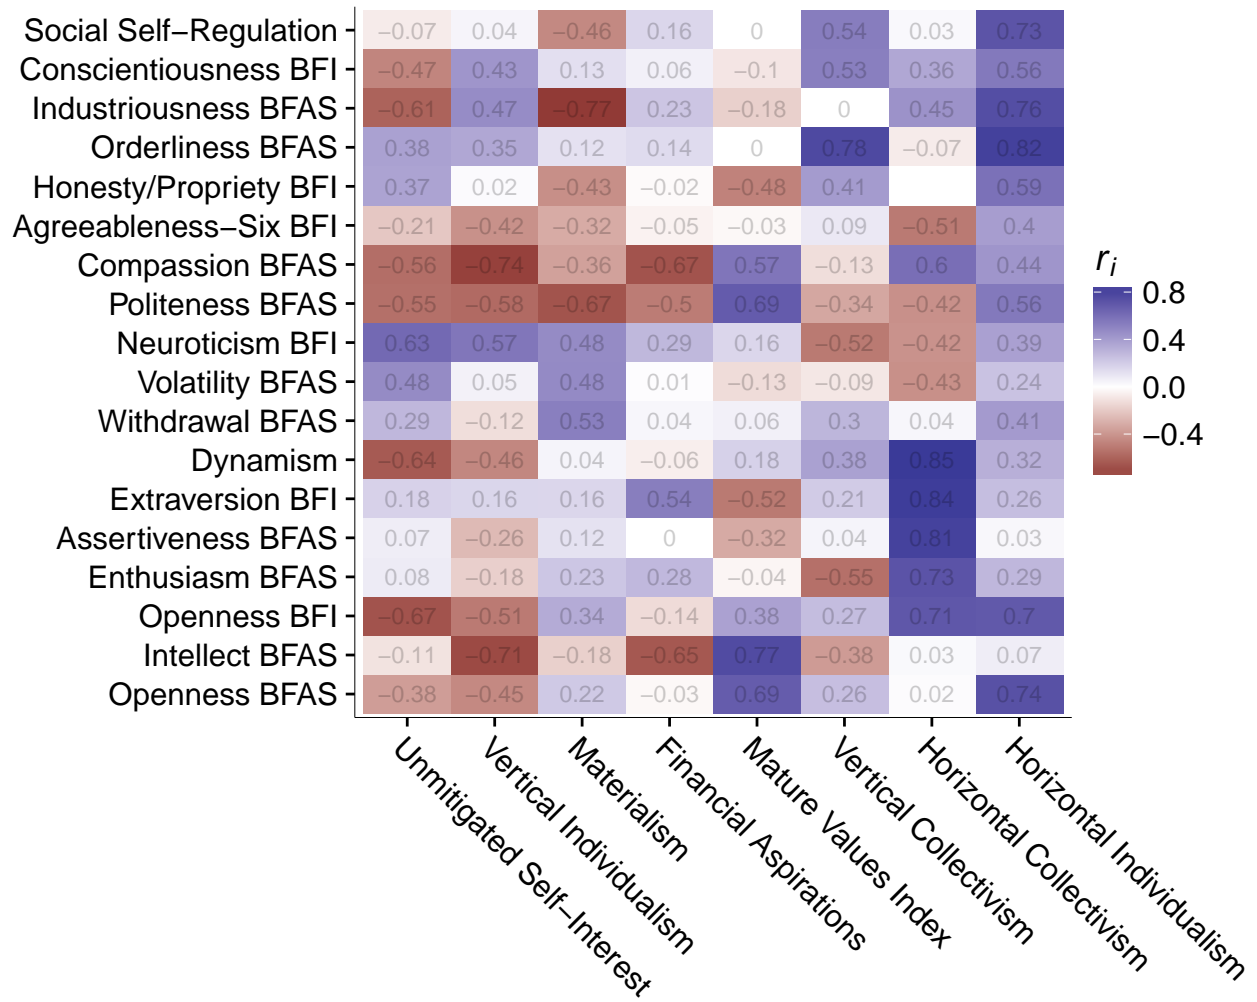 Social Self−Regulation −0.07 0.04 −0.46 0.16 0 0.54 0.03 0.73
Conscientiousness BFI −0.47 0.43 0.13 0.06 −0.1 0.53 0.36 0.56
Industriousness BFAS −0.61 0.47 −0.77 0.23 −0.18 0 0.45 0.76
Orderliness BFAS 0.38 0.35 0.12 0.14 0 0.78 −0.07 0.82
Honesty/Propriety BFI 0.37 0.02 −0.43 −0.02 −0.48 0.41 0.59
Agreeableness−Six BFI −0.21 −0.42 −0.32 −0.05 −0.03 0.09 −0.51 0.4
Compassion BFAS −0.56 −0.74 −0.36 −0.67 0.57 −0.13 0.6 0.44
Politeness BFAS −0.55 −0.58 −0.67 −0.5 0.69 −0.34 −0.42 0.56
Neuroticism BFI 0.63 0.57 0.48 0.29 0.16 −0.52 −0.42 0.39
Volatility BFAS 0.48 0.05 0.48 0.01 −0.13 −0.09 −0.43 0.24
Withdrawal BFAS 0.29 −0.12 0.53 0.04 0.06 0.3 0.04 0.41
Dynamism −0.64 −0.46 0.04 −0.06 0.18 0.38 0.85 0.32
Extraversion BFI 0.18 0.16 0.16 0.54 −0.52 0.21 0.84 0.26
Assertiveness BFAS 0.07 −0.26 0.12 0 −0.32 0.04 0.81 0.03
Enthusiasm BFAS 0.08 −0.18 0.23 0.28 −0.04 −0.55 0.73 0.29
Openness BFI −0.67 −0.51 0.34 −0.14 0.38 0.27 0.71 0.7
Intellect BFAS −0.11 −0.71 −0.18 −0.65 0.77 −0.38 0.03 0.07
Openness BFAS −0.38 −0.45 0.22 −0.03 0.69 0.26 0.02 0.74
Unmitigated Self−Interest
Vertical Individualism
Materialism
Financial Aspirations
Mature Values Index
Vertical Collectivism
Horizontal Collectivism
Horizontal Individualism
ri
0.8
0.4
0.0
−0.4